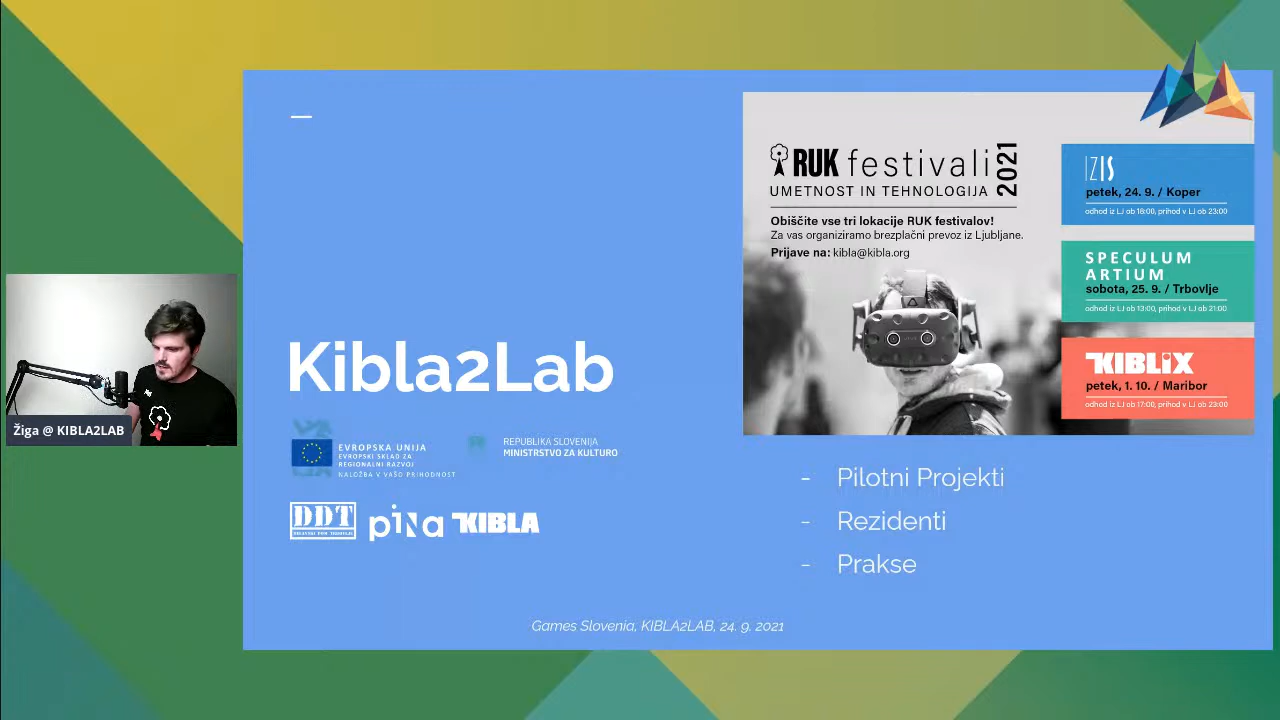 Žiga @ KIBLA2LAB
Kibla2Lab
EVROPSKA UNIJA
EVROPSKI SKLAD ZA
REGIONALNI RAZVOJ
NALOŽBA V VAŠO PRIHODNOST
REPUBLIKA SLOVENIJA
MINISTRSTVO ZA KULTURO
DDT
DELAVSKI DOM TRBOVLJE
piNa
KIBLA
RUK festivali 2021
UMETNOST IN TEHNOLOGIJA
Obiščite vse tri lokacije RUK festivalov!
Za vas organiziramo brezplačni prevoz iz Ljubljane.
Prijave na: kibla@kibla.org
IZIS
petek, 24. 9. / Koper
odhod iz LJ ob 18:00, prihod v LJ ob 23:00
SPECULUM
ARTIUM
sobota, 25. 9. / Trbovlje
odhod iz LJ ob 13:00, prihod v LJ ob 21:00
KIBLIX
petek, 1. 10. / Maribor
odhod iz LJ ob 17:00, prihod v LJ ob 23:00
- Pilotni Projekti
- Rezidenti
- Prakse
Games Slovenia, KIBLA2LAB, 24. 9. 2021